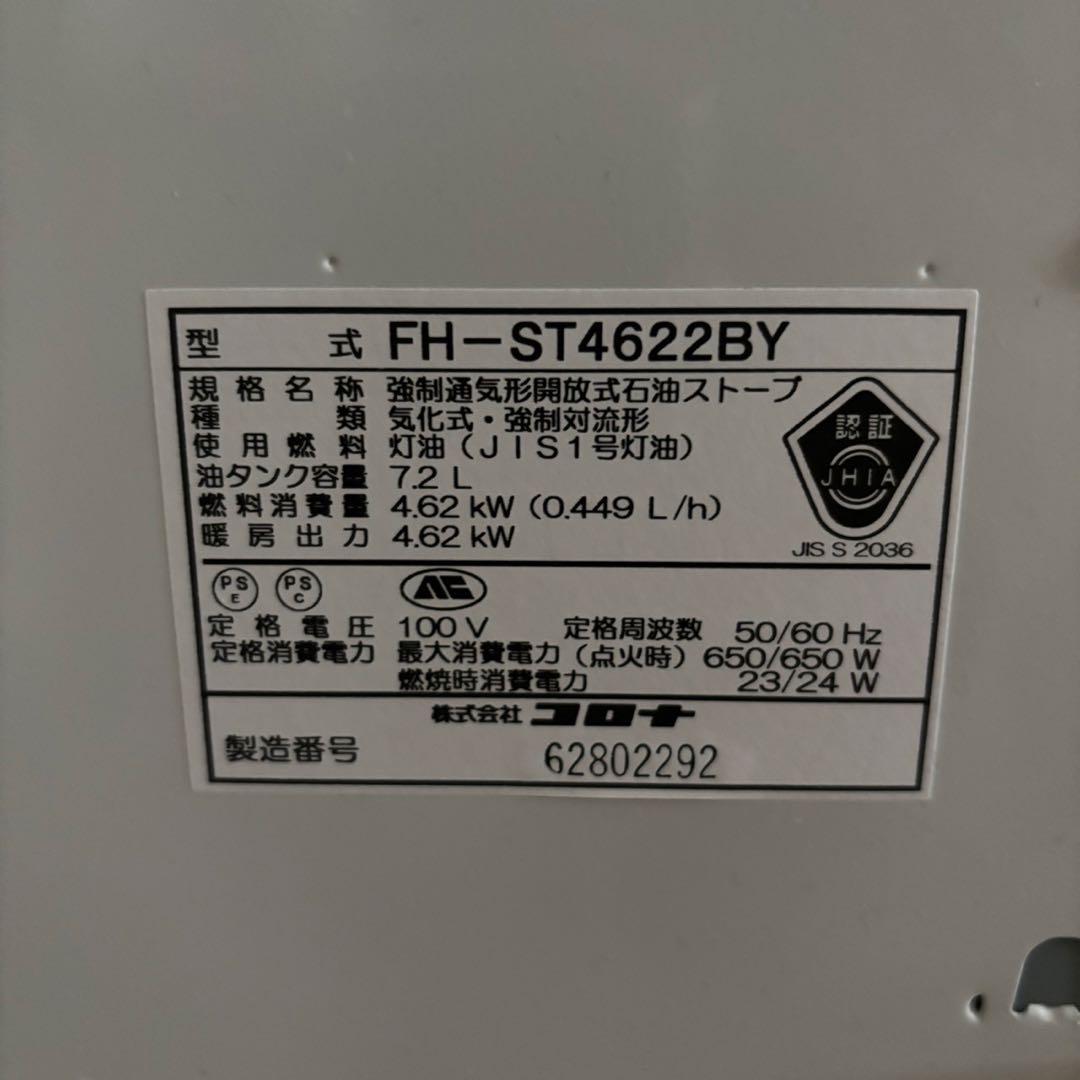 型式 FH-ST4622BY
規格名称 強制通気形開放式石油ストーブ
種類 気化式・強制対流形
使用燃料 灯油(JIS1号灯油)
油タンク容量 7.2 L
燃料消費量 4.62 kW (0.449 L/h)
暖房出力 4.62 kW
認証
JHIA
JIS S 2036
PS E PS C
定格電圧 100 V 定格周波数 50/60 Hz
定格消費電力 最大消費電力(点火時) 650/650 W
燃焼時消費電力 23/24 W
株式会社 コロナ
製造番号 62802292